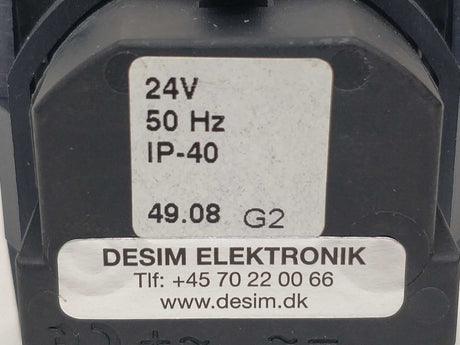 24V
50 Hz
IP-40
49.08 G2
DESIM ELEKTRONIK
Tlf: +45 70 22 00 66
www.desim.dk